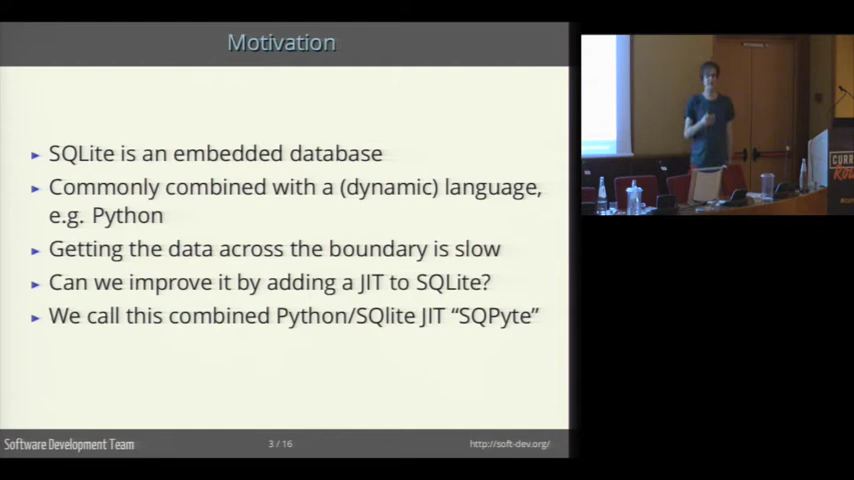 Motivation
SQLite is an embedded database
Commonly combined with a (dynamic) language,
e.g. Python
Getting the data across the boundary is slow
Can we improve it by adding a JIT to SQLite?
We call this combined Python/SQlite JIT “SQPyte”
Software Development Team
3 / 16
http://soft-dev.org/